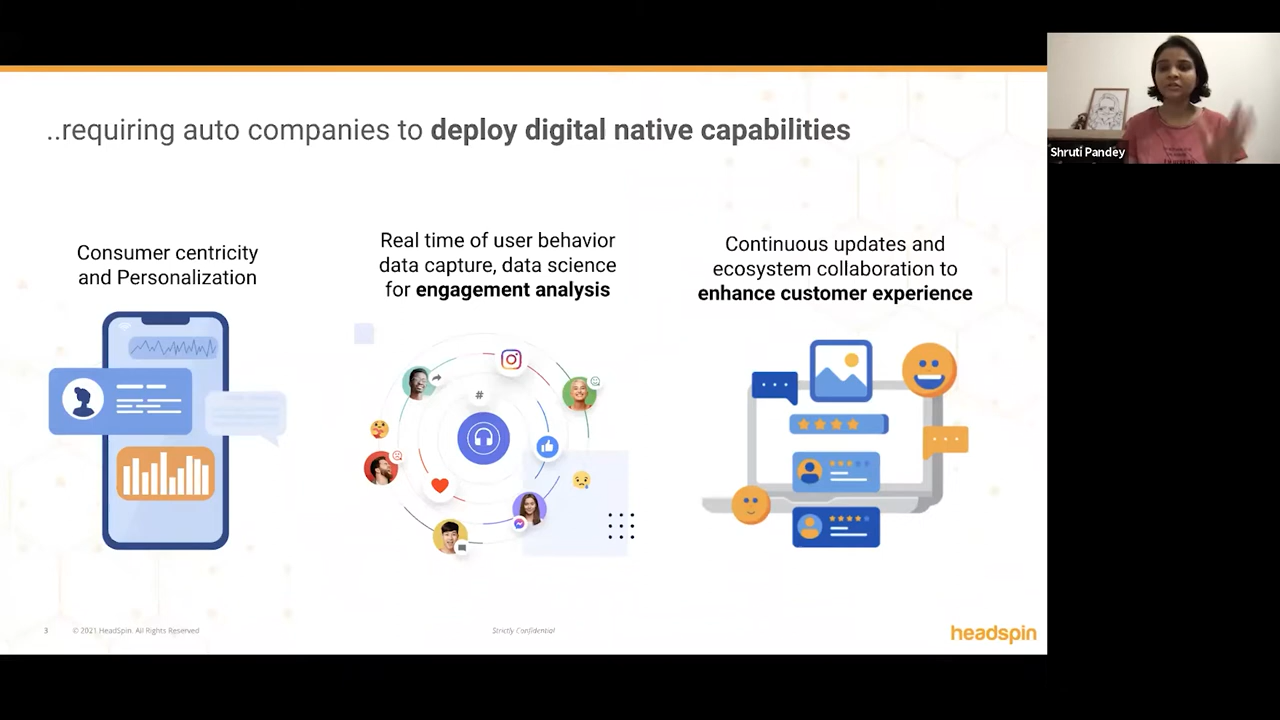 ..requiring auto companies to deploy digital native capabilities
Consumer centricity
and Personalization
Real time of user behavior
data capture, data science
for engagement analysis
Continuous updates and
ecosystem collaboration to
enhance customer experience
#
3
© 2021 HeadSpin. All Rights Reserved
Strictly Confidential
headspin
Shruti Pandey